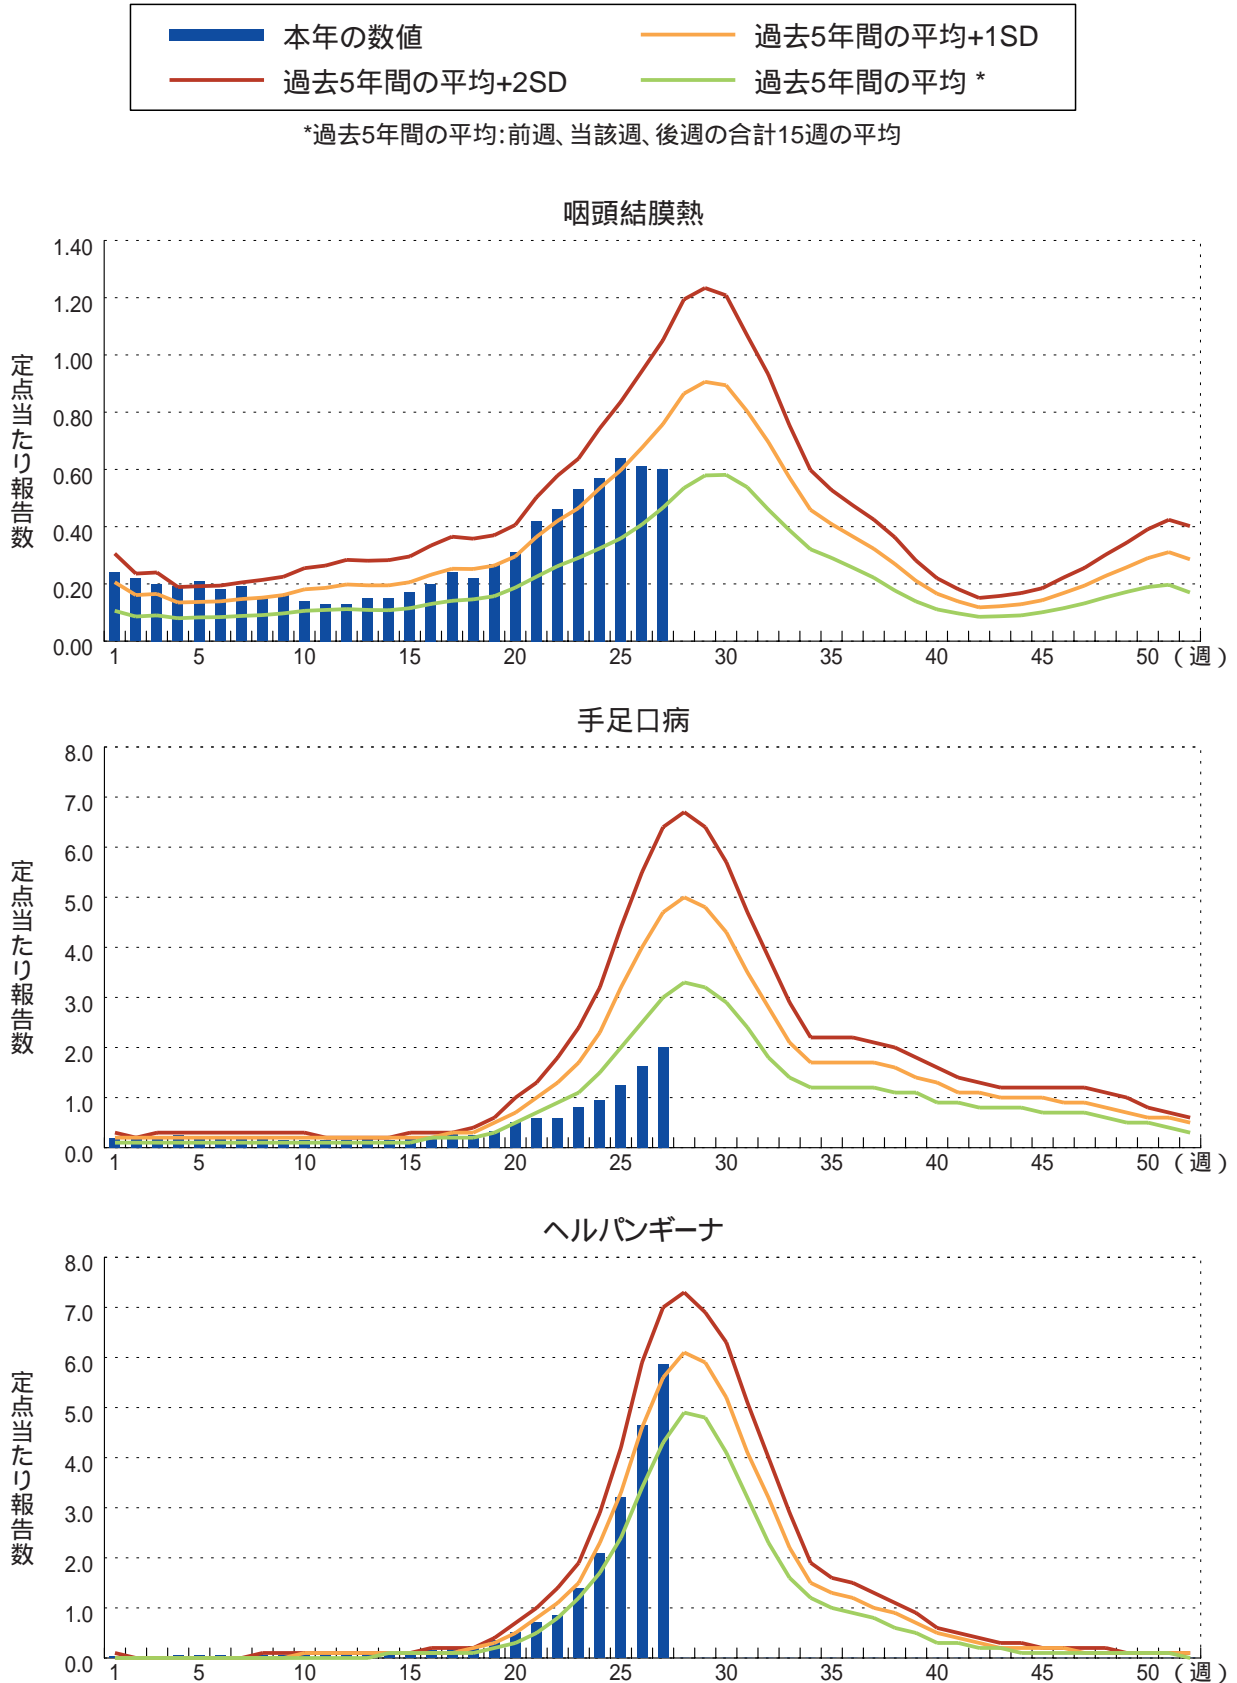 本年の数値
過去5年間の平均+1SD
過去5年間の平均+2SD
過去5年間の平均 *
*過去5年間の平均:前週、当該週、後週の合計15週の平均
咽頭結膜熱
定点当たり報告数
1.40
1.20
1.00
0.80
0.60
0.40
0.20
0.00
1 5 10 15 20 25 30 35 40 45 50 (週)
手足口病
定点当たり報告数
8.0
7.0
6.0
5.0
4.0
3.0
2.0
1.0
0.0
1 5 10 15 20 25 30 35 40 45 50 (週)
ヘルパンギーナ
定点当たり報告数
8.0
7.0
6.0
5.0
4.0
3.0
2.0
1.0
0.0
1 5 10 15 20 25 30 35 40 45 50 (週)